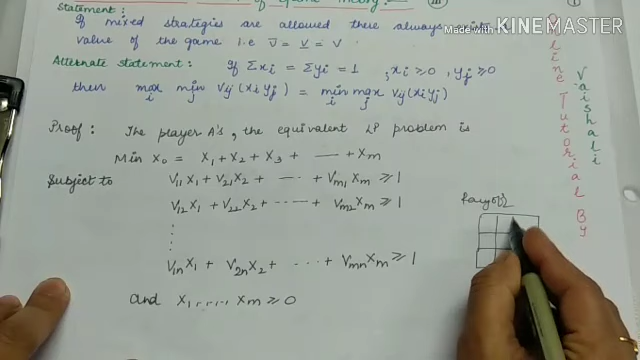 of Game Theory:
Statement:
If mixed strategies are allowed there always
value of the game i.e V̄ = V̲ = V
Alternate statement: If Σxi = Σyj = 1 , xi ≥ 0, yj ≥ 0
then max i min j Vij (xi yj) = min i max j Vij (xi yj)
Proof: The player A's, the equivalent LP problem is
Min X0 = X1 + X2 + X3 + — + Xm
Subject to
V11 X1 + V21 X2 + — · + Vm1 Xm ≥ 1
V12 X1 + V22 X2 + ····· + Vm2 Xm ≥ 1
⋮
V1n X1 + V2n X2 + ··· + Vmn Xm ≥ 1
and X1, ....., Xm ≥ 0
Payoff
Online Tutorial By
Vaishali
Made with KINEMASTER